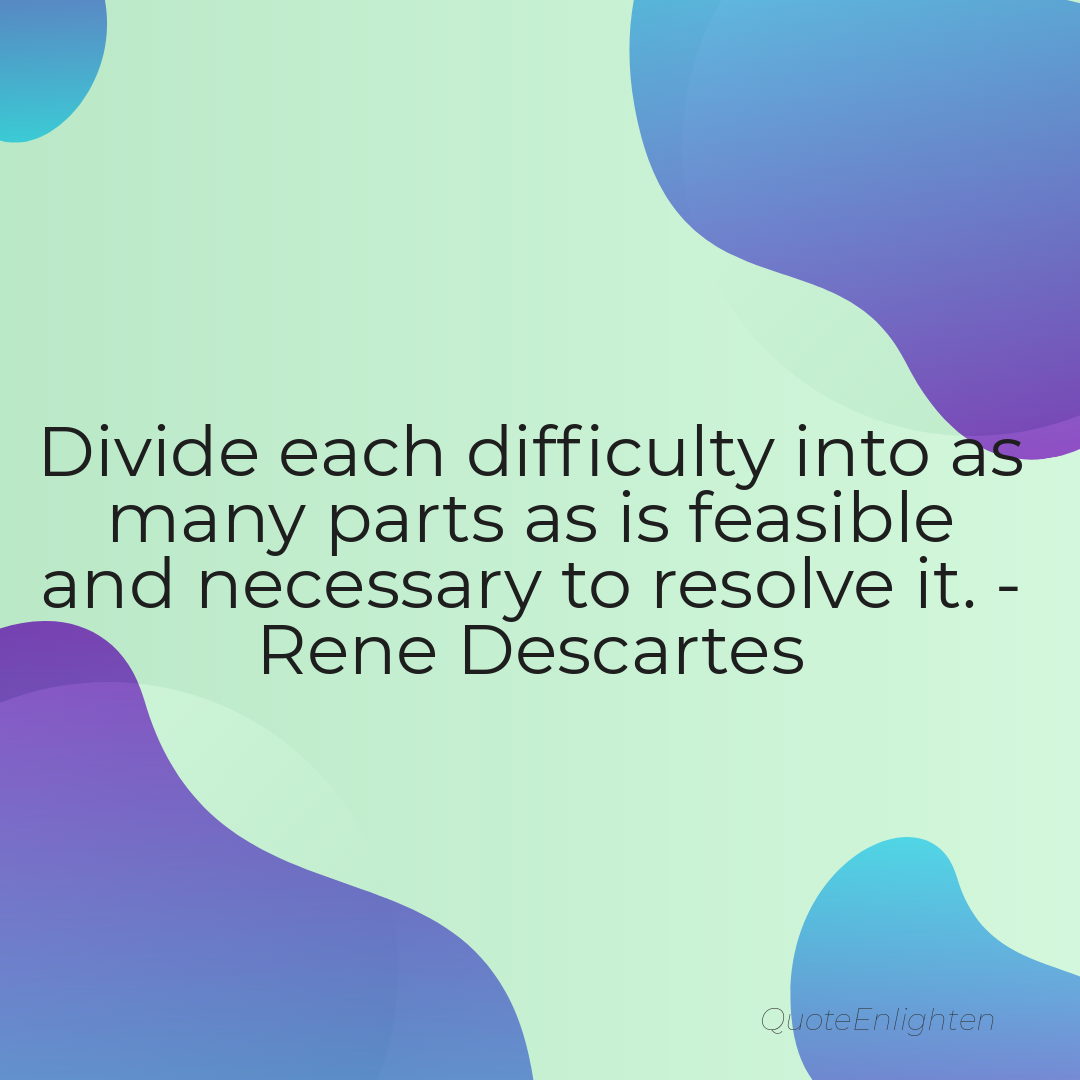 Divide each difficulty into as
many parts as is feasible
and necessary to resolve it. -
Rene Descartes
QuoteEnlighten